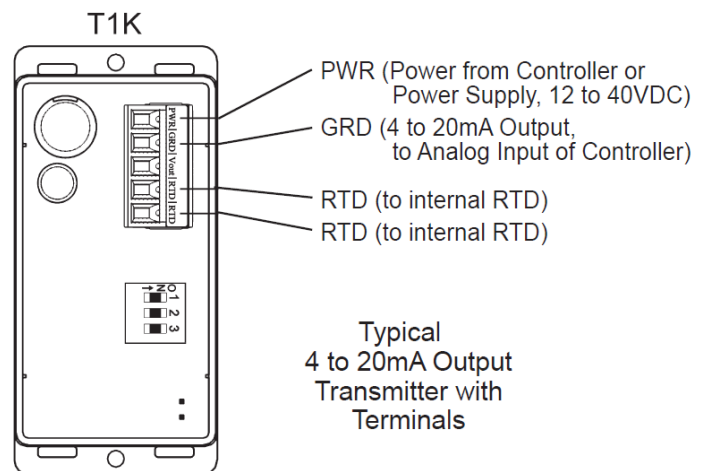 T1K
PWR (Power from Controller or
Power Supply, 12 to 40VDC)
GRD (4 to 20mA Output,
to Analog Input of Controller)
RTD (to internal RTD)
RTD (to internal RTD)
PWR|GRD|Vout|RTD|RTD
ON
1
2
3
Typical
4 to 20mA Output
Transmitter with
Terminals